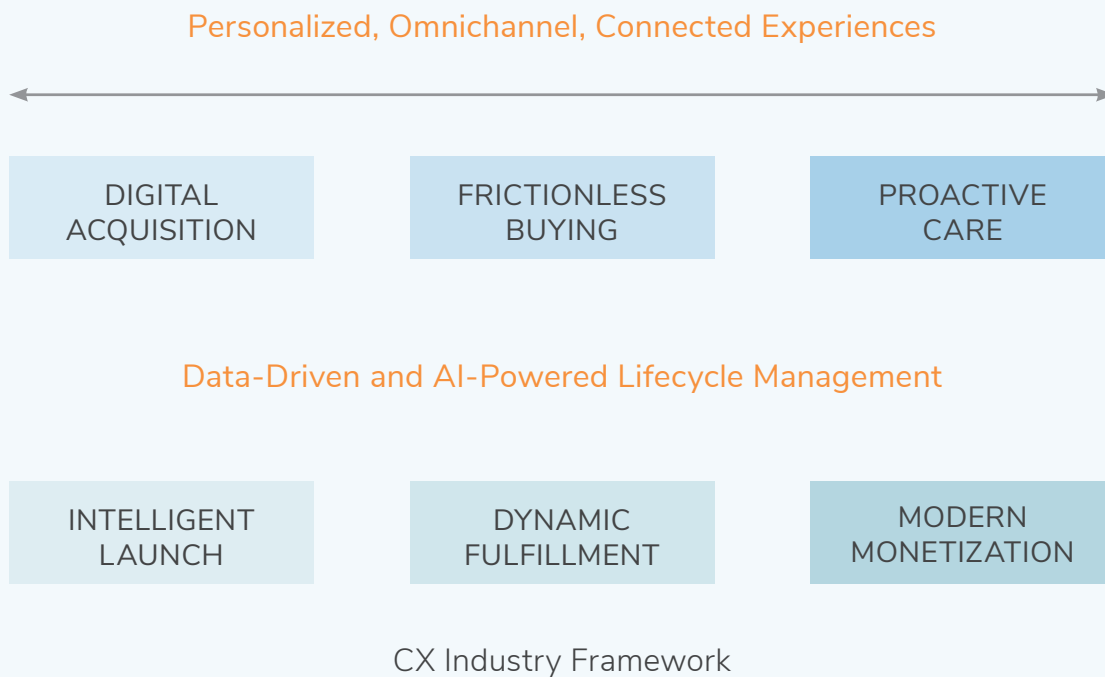 Personalized, Omnichannel, Connected Experiences
DIGITAL
ACQUISITION
FRICTIONLESS
BUYING
PROACTIVE
CARE
Data-Driven and AI-Powered Lifecycle Management
INTELLIGENT
LAUNCH
DYNAMIC
FULFILLMENT
MODERN
MONETIZATION
CX Industry Framework